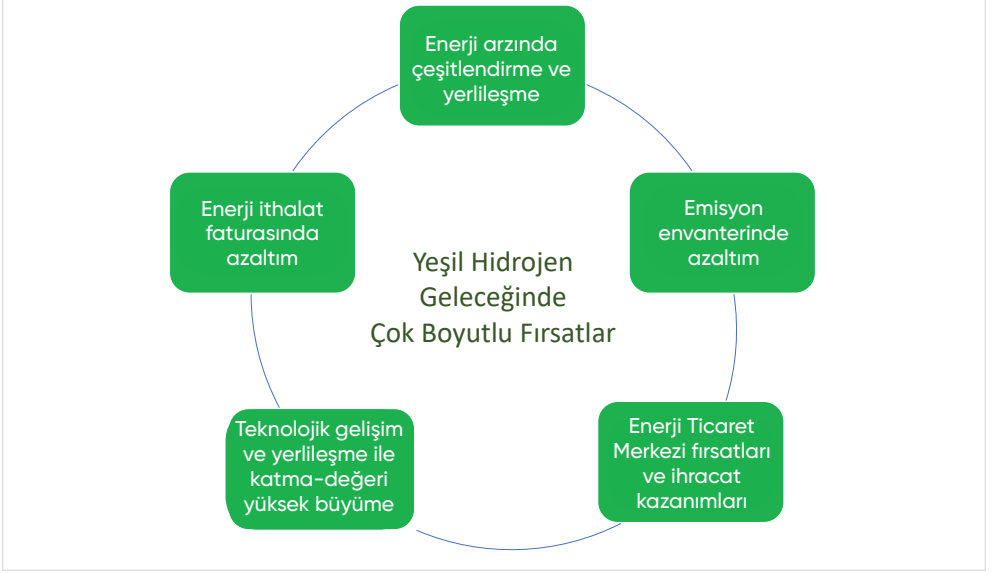 Enerji arzında
çeşitlendirme ve
yerlileşme
Enerji ithalat
faturasında
azaltım
Emisyon
envanterinde
azaltım
Yeşil Hidrojen
Geleceğinde
Çok Boyutlu Fırsatlar
Teknolojik gelişim
ve yerlileşme ile
katma-değeri
yüksek büyüme
Enerji Ticaret
Merkezi fırsatları
ve ihracat
kazanımları